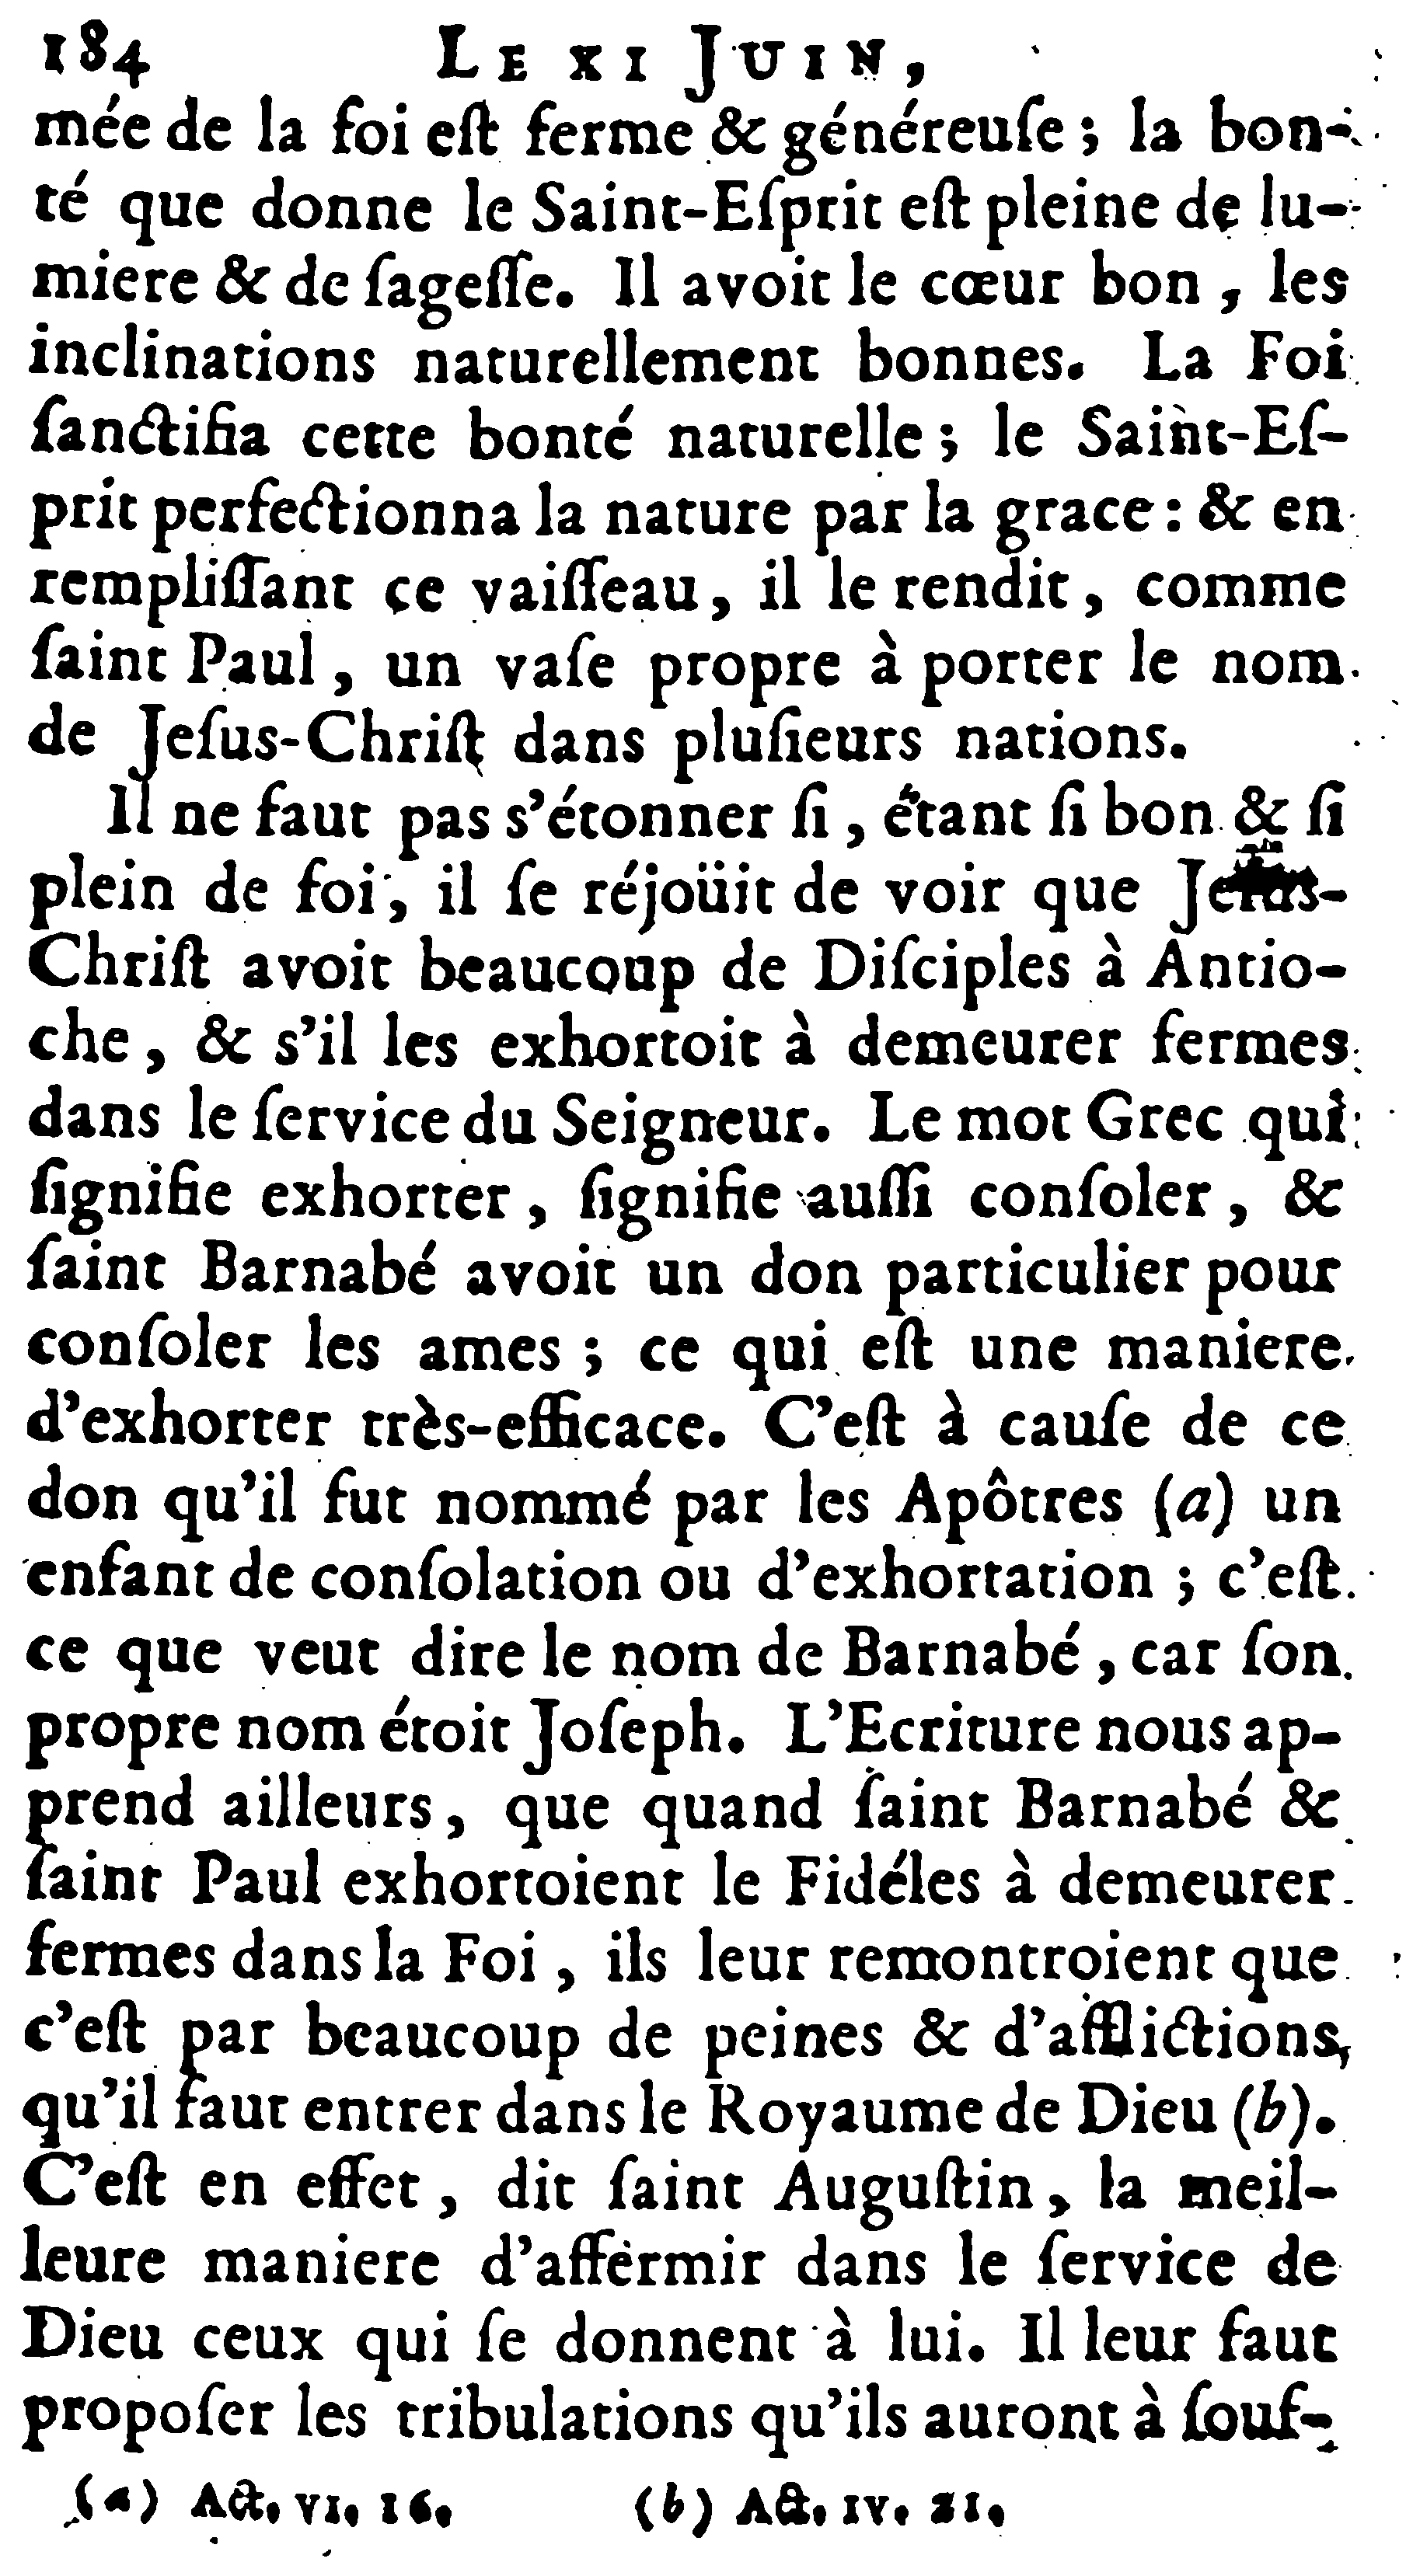 184 LE XI JUIN,
mée de la foi eſt ferme & généreuſe ; la bon-
té que donne le Saint-Eſprit eſt pleine de lu-
miere & de ſageſſe. Il avoit le cœur bon , les
inclinations naturellement bonnes. La Foi
ſanctifia cette bonté naturelle ; le Saint-Eſ-
prit perfectionna la nature par la grace : & en
rempliſſant ce vaiſſeau, il le rendit, comme
ſaint Paul , un vaſe propre à porter le nom
de Jeſus-Chriſt dans pluſieurs nations.
Il ne faut pas s'étonner ſi , étant ſi bon & ſi
plein de foi, il ſe réjoüit de voir que Jeſus-
Chriſt avoit beaucoup de Diſciples à Antio-
che , & s'il les exhortoit à demeurer fermes
dans le ſervice du Seigneur. Le mot Grec qui
ſignifie exhorter , ſignifie auſſi conſoler , &
ſaint Barnabé avoit un don particulier pour
conſoler les ames ; ce qui eſt une maniere
d'exhorter très-efficace. C'eſt à cauſe de ce
don qu'il fut nommé par les Apôtres (a) un
enfant de conſolation ou d'exhortation ; c'eſt
ce que veut dire le nom de Barnabé , car ſon
propre nom étoit Joſeph. L'Ecriture nous ap-
prend ailleurs, que quand ſaint Barnabé &
ſaint Paul exhortoient le Fidéles à demeurer
fermes dans la Foi , ils leur remontroient que
c'eſt par beaucoup de peines & d'afflictions,
qu'il faut entrer dans le Royaume de Dieu (b).
C'eſt en effet , dit ſaint Auguſtin, la meil-
leure maniere d'affermir dans le ſervice de
Dieu ceux qui ſe donnent à lui. Il leur faut
propoſer les tribulations qu'ils auront à ſouf-
(a) Act. VI. 16. (b) Act. IV. 21.